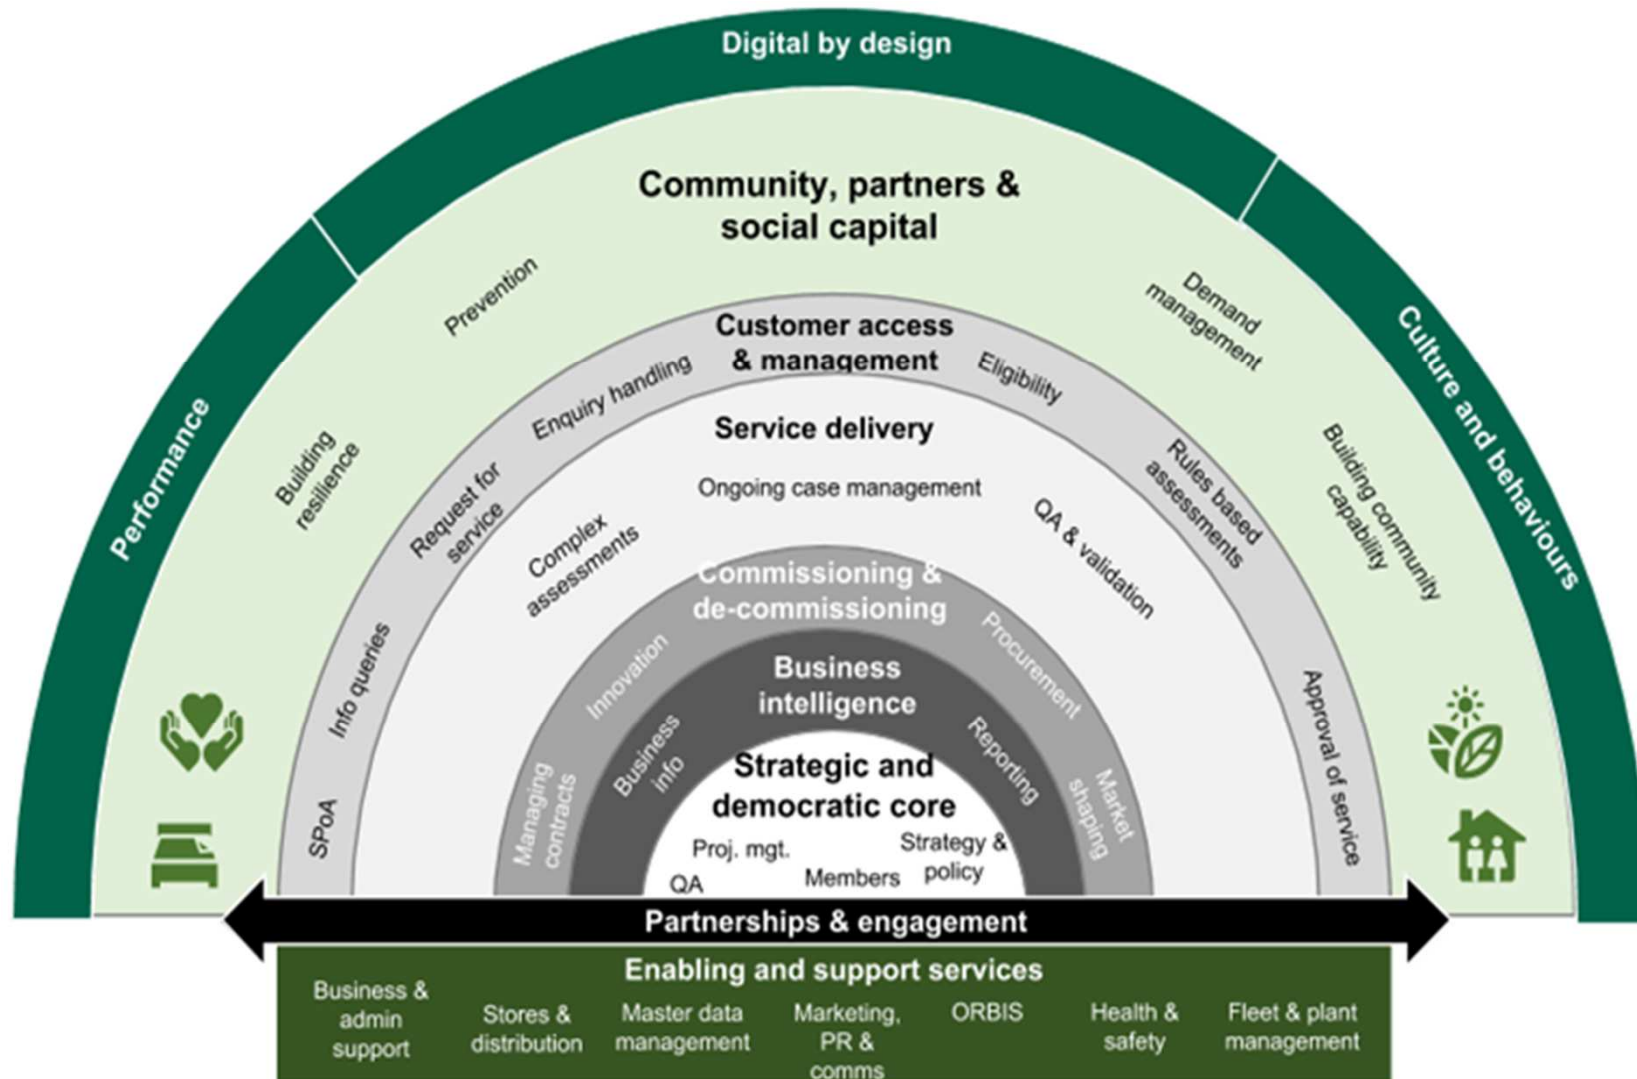 Digital by design
Performance
Culture and behaviours
Community, partners &
social capital
Building
resilience
Prevention
Demand
management
Building community
capability
Customer access
& management
SPoA
Info queries
Request for
service
Enquiry handling
Eligibility
Rules based
assessments
Approval of service
Service delivery
Complex
assessments
Ongoing case management
QA & validation
Commissioning &
de-commissioning
Managing
contracts
Innovation
Procurement
Market
shaping
Business
intelligence
Business
info
Reporting
Strategic and
democratic core
QA
Proj. mgt.
Members
Strategy &
policy
Partnerships & engagement
Enabling and support services
Business &
admin
support
Stores &
distribution
Master data
management
Marketing,
PR &
comms
ORBIS
Health &
safety
Fleet & plant
management